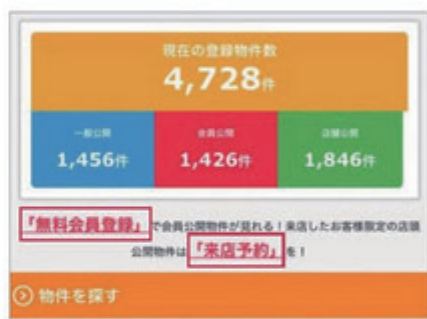 現在の登録物件数
4,728件
一般公開
1,456件
会員公開
1,426件
店舗公開
1,846件
「無料会員登録」で会員公開物件が見れる！来店したお客様限定の店頭
公開物件は「来店予約」を！
物件を探す